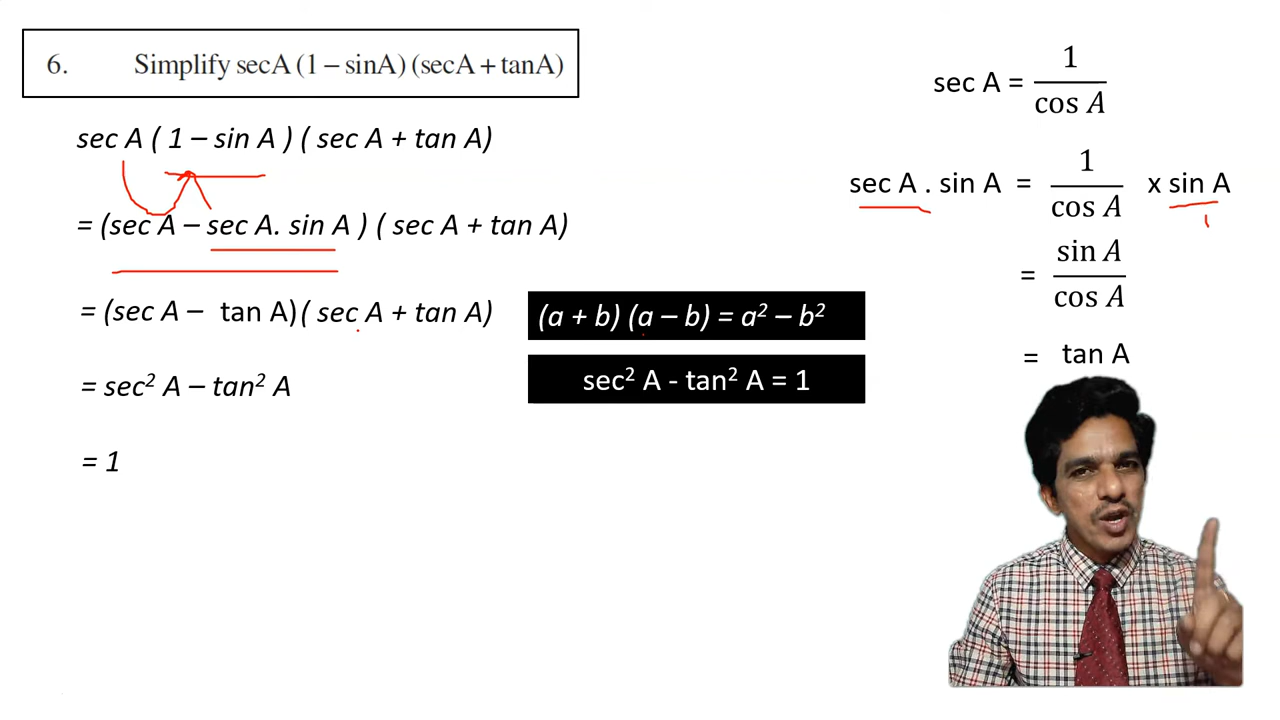 6. Simplify secA (1 – sinA) (secA + tanA)
sec A ( 1 – sin A ) ( sec A + tan A)
= (sec A – sec A. sin A ) ( sec A + tan A)
= (sec A – tan A) ( sec A + tan A)
= sec² A – tan² A
= 1
(a + b) (a – b) = a² – b²
sec² A - tan² A = 1
sec A = 1/cos A
sec A . sin A = 1/cos A x sin A
= sin A/cos A
= tan A